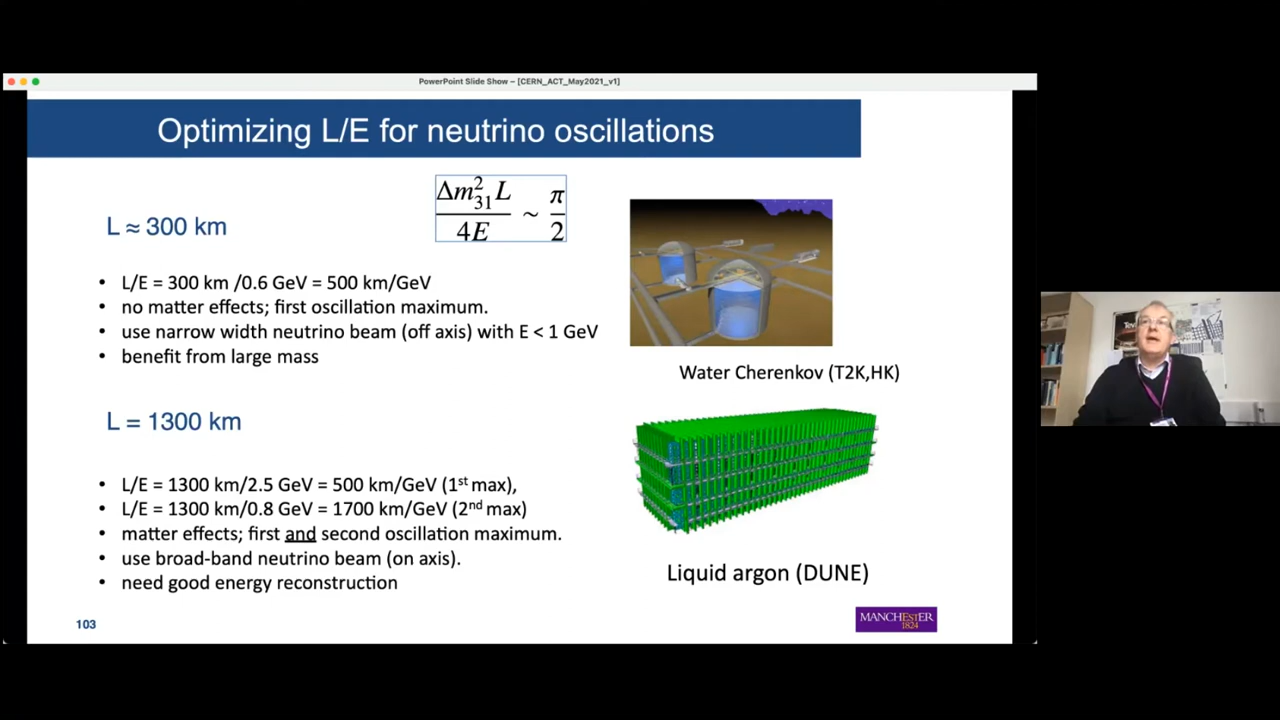 PowerPoint Slide Show – [CERN_ACT_May2021_v1]
Optimizing L/E for neutrino oscillations
L ≈ 300 km
Δm²₃₁L / 4E ~ π / 2
• L/E = 300 km /0.6 GeV = 500 km/GeV
• no matter effects; first oscillation maximum.
• use narrow width neutrino beam (off axis) with E < 1 GeV
• benefit from large mass
Water Cherenkov (T2K,HK)
L = 1300 km
• L/E = 1300 km/2.5 GeV = 500 km/GeV (1st max),
• L/E = 1300 km/0.8 GeV = 1700 km/GeV (2nd max)
• matter effects; first and second oscillation maximum.
• use broad-band neutrino beam (on axis).
• need good energy reconstruction
Liquid argon (DUNE)
103
MANCHESTER
1824